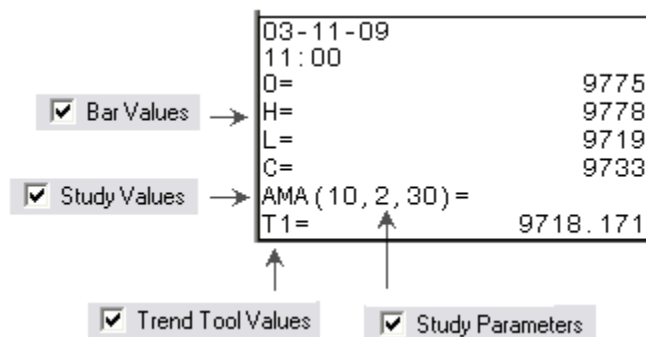 03-11-09
11:00
O= 9775
Bar Values H= 9778
L= 9719
C= 9733
Study Values AMA(10,2,30)=
T1= 9718.171
Trend Tool Values Study Parameters